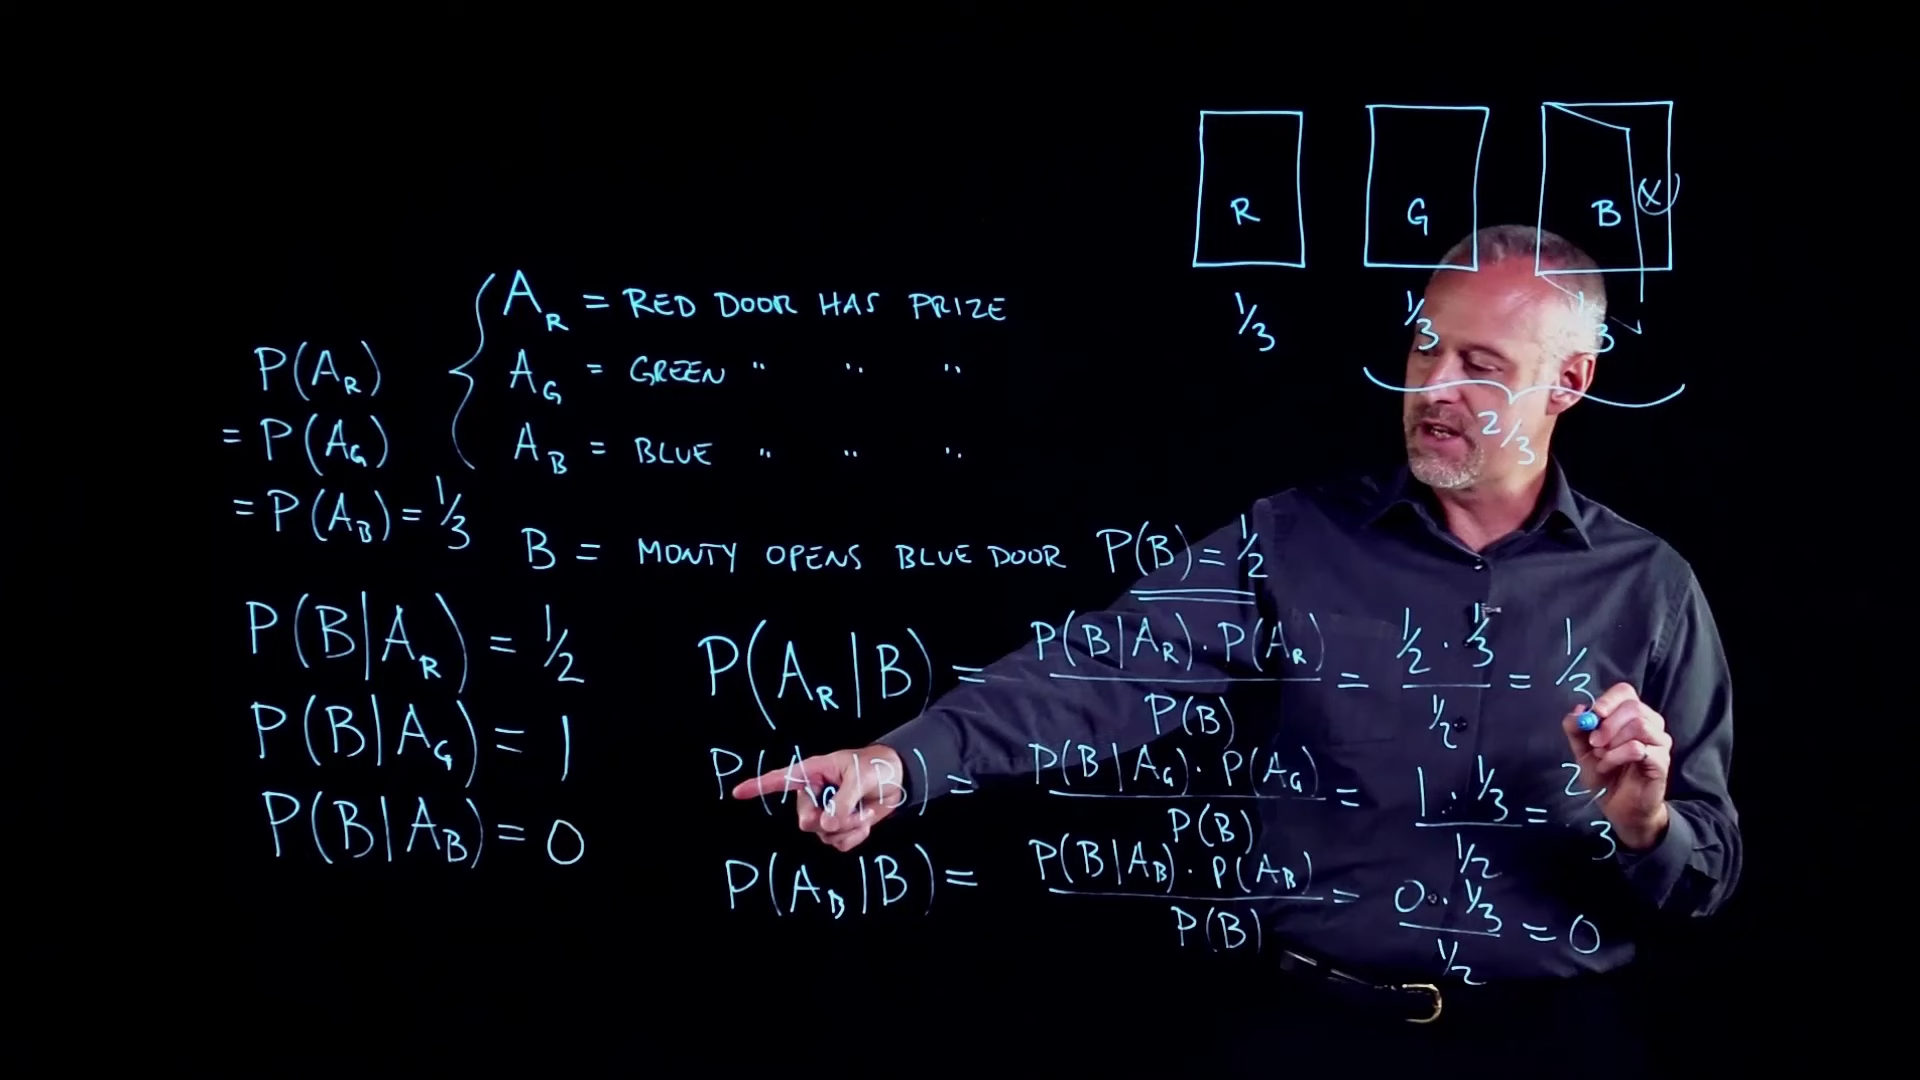 R G B X
1/3 1/3 1/3
2/3
A_R = RED DOOR HAS PRIZE
A_G = GREEN " " "
A_B = BLUE " " "
P(A_R)
= P(A_G)
= P(A_B) = 1/3
B = MONTY OPENS BLUE DOOR P(B) = 1/2
P(B|A_R) = 1/2
P(B|A_G) = 1
P(B|A_B) = 0
P(A_R|B) = P(B|A_R) · P(A_R) / P(B) = 1/2 · 1/3 / 1/2 = 1/3
P(A_G|B) = P(B|A_G) · P(A_G) / P(B) = 1 · 1/3 / 1/2 = 2/3
P(A_B|B) = P(B|A_B) · P(A_B) / P(B) = 0 · 1/3 / 1/2 = 0